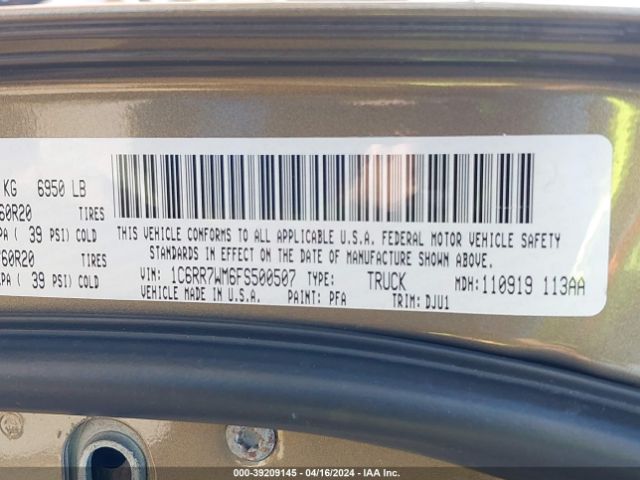 KG 6950 LB
60R20 TIRES
PA ( 39 PSI) COLD
60R20 TIRES
PA ( 39 PSI) COLD
THIS VEHICLE CONFORMS TO ALL APPLICABLE U.S.A. FEDERAL MOTOR VEHICLE SAFETY
STANDARDS IN EFFECT ON THE DATE OF MANUFACTURE SHOWN ABOVE
VIN: 1C6RR7WM6FS500507 TYPE: TRUCK MDH: 110919 113AA
VEHICLE MADE IN U.S.A. PAINT: PFA TRIM: DJU1
000-39209145 - 04/16/2024 - IAA Inc.